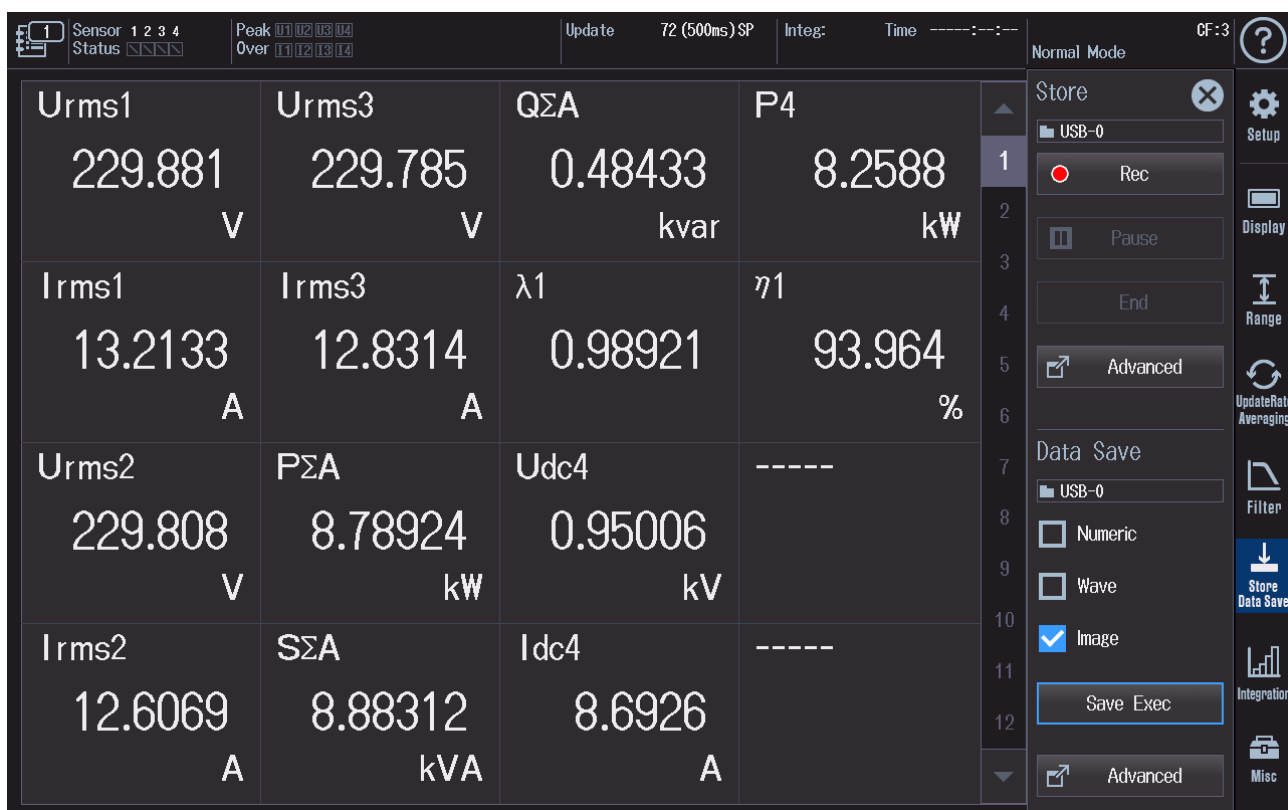 1 Sensor 1 2 3 4 Peak U1 U2 U3 U4 Update 72 (500ms) SP Integ: Time -----:--:-- CF:3
Status Over I1 I2 I3 I4 Normal Mode ?
Urms1 Urms3 QΣA P4
229.881 229.785 0.48433 8.2588
V V kvar kW
Irms1 Irms3 λ1 η1
13.2133 12.8314 0.98921 93.964
A A %
Urms2 PΣA Udc4 -----
229.808 8.78924 0.95006
V kW kV
Irms2 SΣA Idc4 -----
12.6069 8.88312 8.6926
A kVA A
1
2
3
4
5
6
7
8
9
10
11
12
Store
USB-0
Rec
Pause
End
Advanced
Data Save
USB-0
Numeric
Wave
Image
Save Exec
Advanced
Setup
Display
Range
UpdateRate
Averaging
Filter
Store
Data Save
Integration
Misc